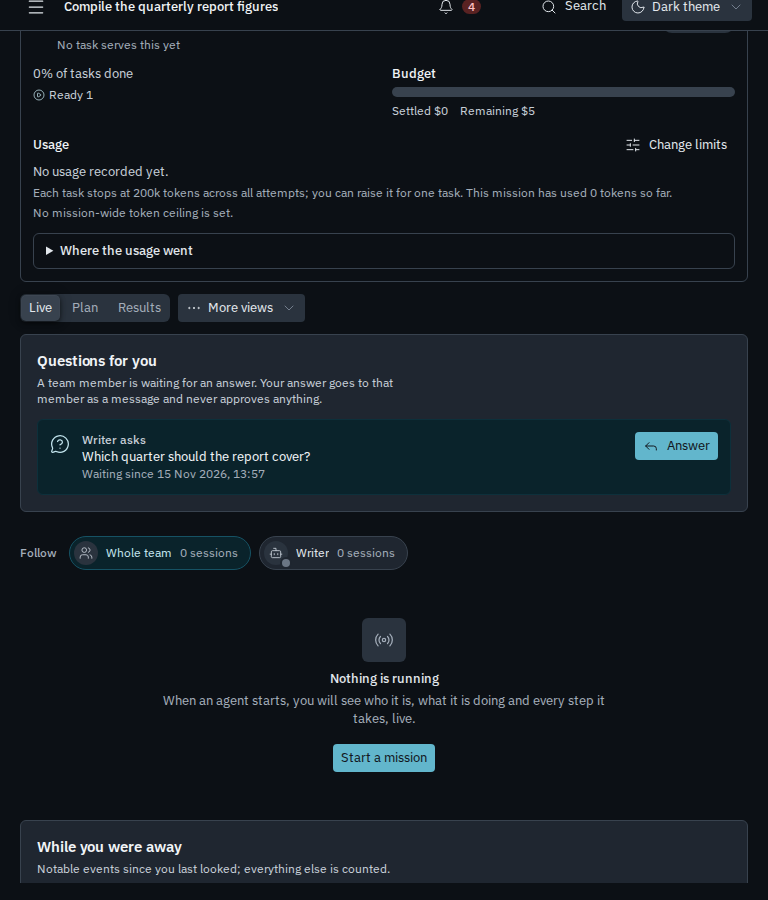 Compile the quarterly report figures
4
Search
Dark theme
No task serves this yet
0% of tasks done
Ready 1
Budget
Settled $0 Remaining $5
Usage
Change limits
No usage recorded yet.
Each task stops at 200k tokens across all attempts; you can raise it for one task. This mission has used 0 tokens so far.
No mission-wide token ceiling is set.
Where the usage went
Live
Plan
Results
More views
Questions for you
A team member is waiting for an answer. Your answer goes to that
member as a message and never approves anything.
Writer asks
Which quarter should the report cover?
Waiting since 15 Nov 2026, 13:57
Answer
Follow
Whole team 0 sessions
Writer 0 sessions
Nothing is running
When an agent starts, you will see who it is, what it is doing and every step it
takes, live.
Start a mission
While you were away
Notable events since you last looked; everything else is counted.